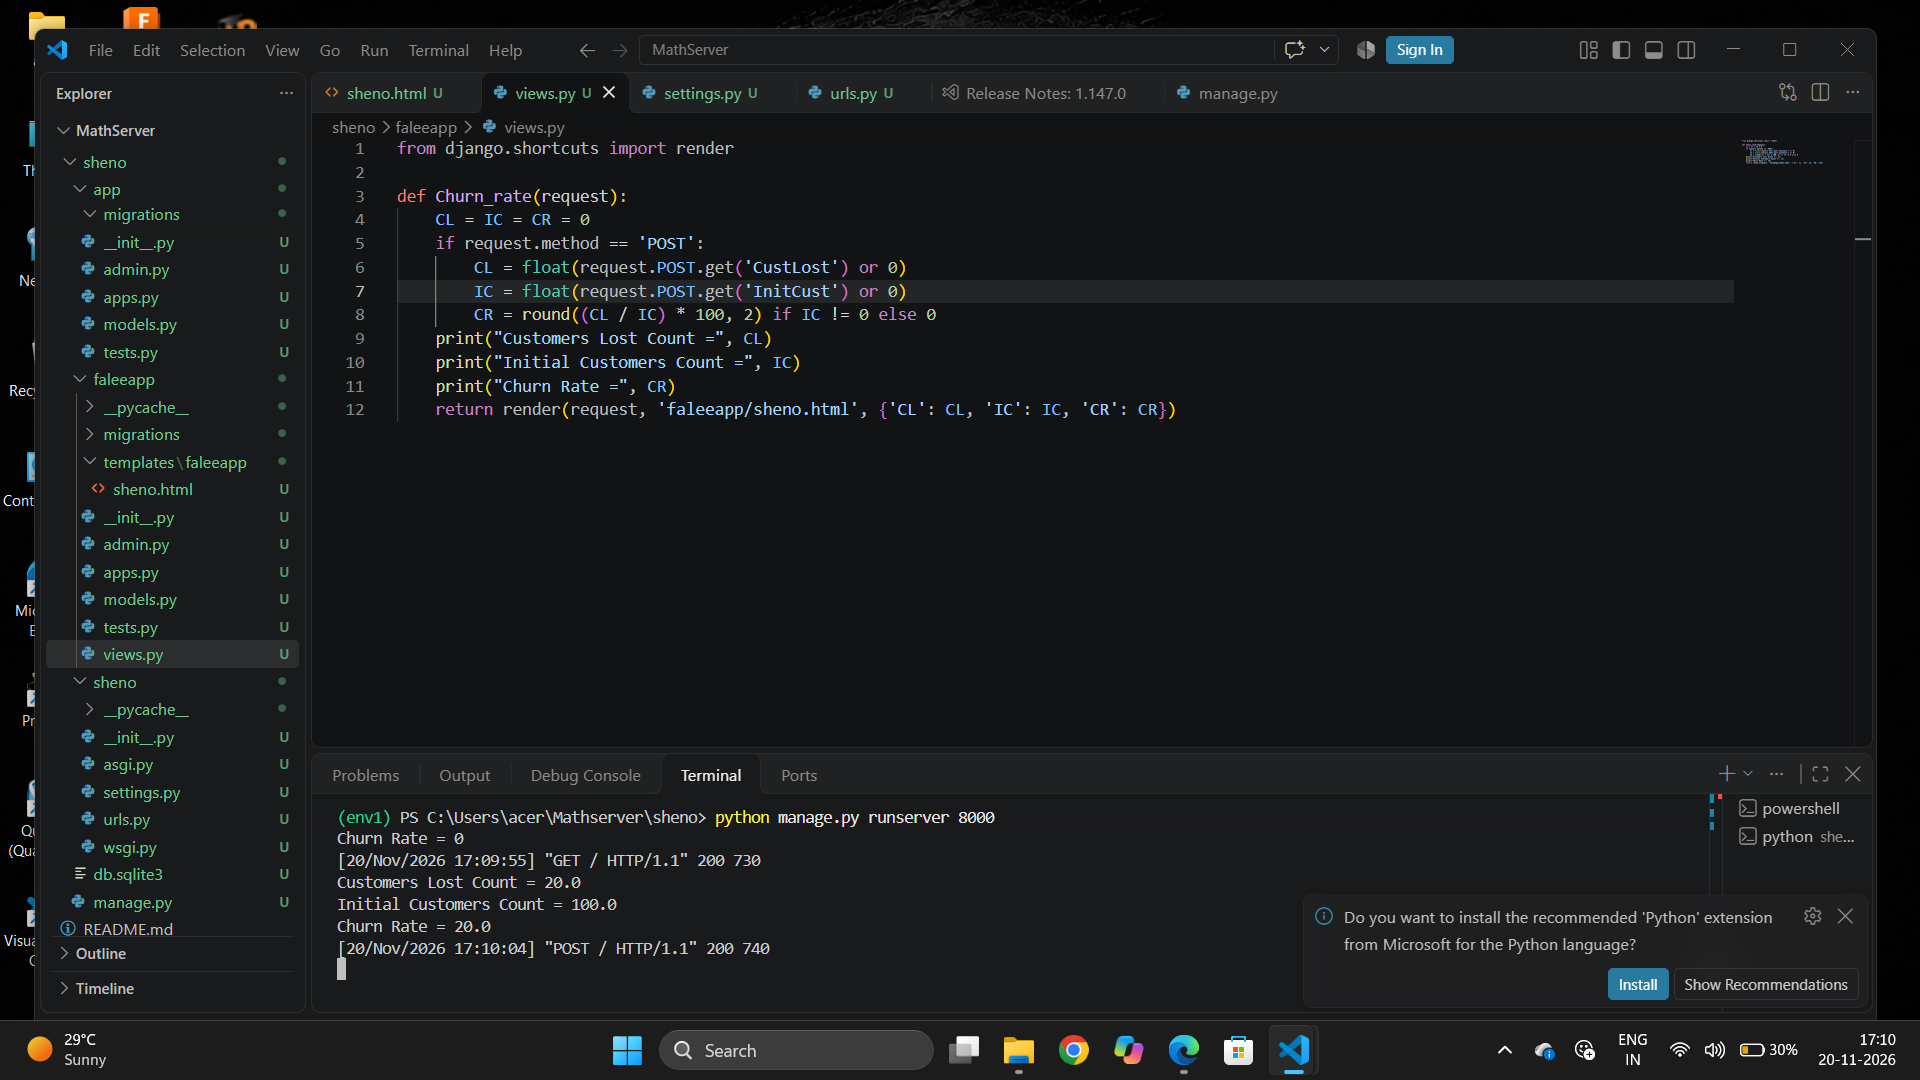 File Edit Selection View Go Run Terminal Help
MathServer
Sign In
Explorer
sheno.html U
views.py U
settings.py U
urls.py U
Release Notes: 1.147.0
manage.py
MathServer
sheno
app
migrations
__init__.py U
admin.py U
apps.py U
models.py U
tests.py U
faleeapp
__pycache__
migrations
templates\faleeapp
sheno.html U
__init__.py U
admin.py U
apps.py U
models.py U
tests.py U
views.py U
sheno
__pycache__
__init__.py U
asgi.py U
settings.py U
urls.py U
wsgi.py U
db.sqlite3 U
manage.py U
README.md
Outline
Timeline
sheno > faleeapp > views.py
1 from django.shortcuts import render
2
3 def Churn_rate(request):
4 CL = IC = CR = 0
5 if request.method == 'POST':
6 CL = float(request.POST.get('CustLost') or 0)
7 IC = float(request.POST.get('InitCust') or 0)
8 CR = round((CL / IC) * 100, 2) if IC != 0 else 0
9 print("Customers Lost Count =", CL)
10 print("Initial Customers Count =", IC)
11 print("Churn Rate =", CR)
12 return render(request, 'faleeapp/sheno.html', {'CL': CL, 'IC': IC, 'CR': CR})
Problems Output Debug Console Terminal Ports
(env1) PS C:\Users\acer\Mathserver\sheno> python manage.py runserver 8000
Churn Rate = 0
[20/Nov/2026 17:09:55] "GET / HTTP/1.1" 200 730
Customers Lost Count = 20.0
Initial Customers Count = 100.0
Churn Rate = 20.0
[20/Nov/2026 17:10:04] "POST / HTTP/1.1" 200 740
powershell
python she...
Do you want to install the recommended 'Python' extension
from Microsoft for the Python language?
Install
Show Recommendations
29°C
Sunny
Search
ENG
IN
30%
17:10
20-11-2026